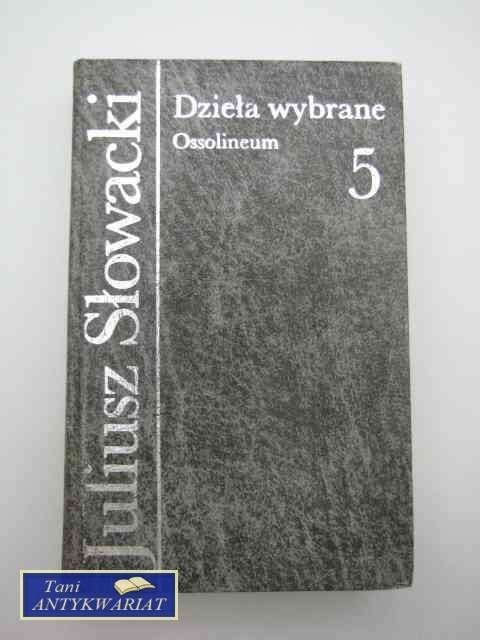 Juliusz Słowacki
Dzieła wybrane
Ossolineum
5
Tani
ANTYKWARIAT